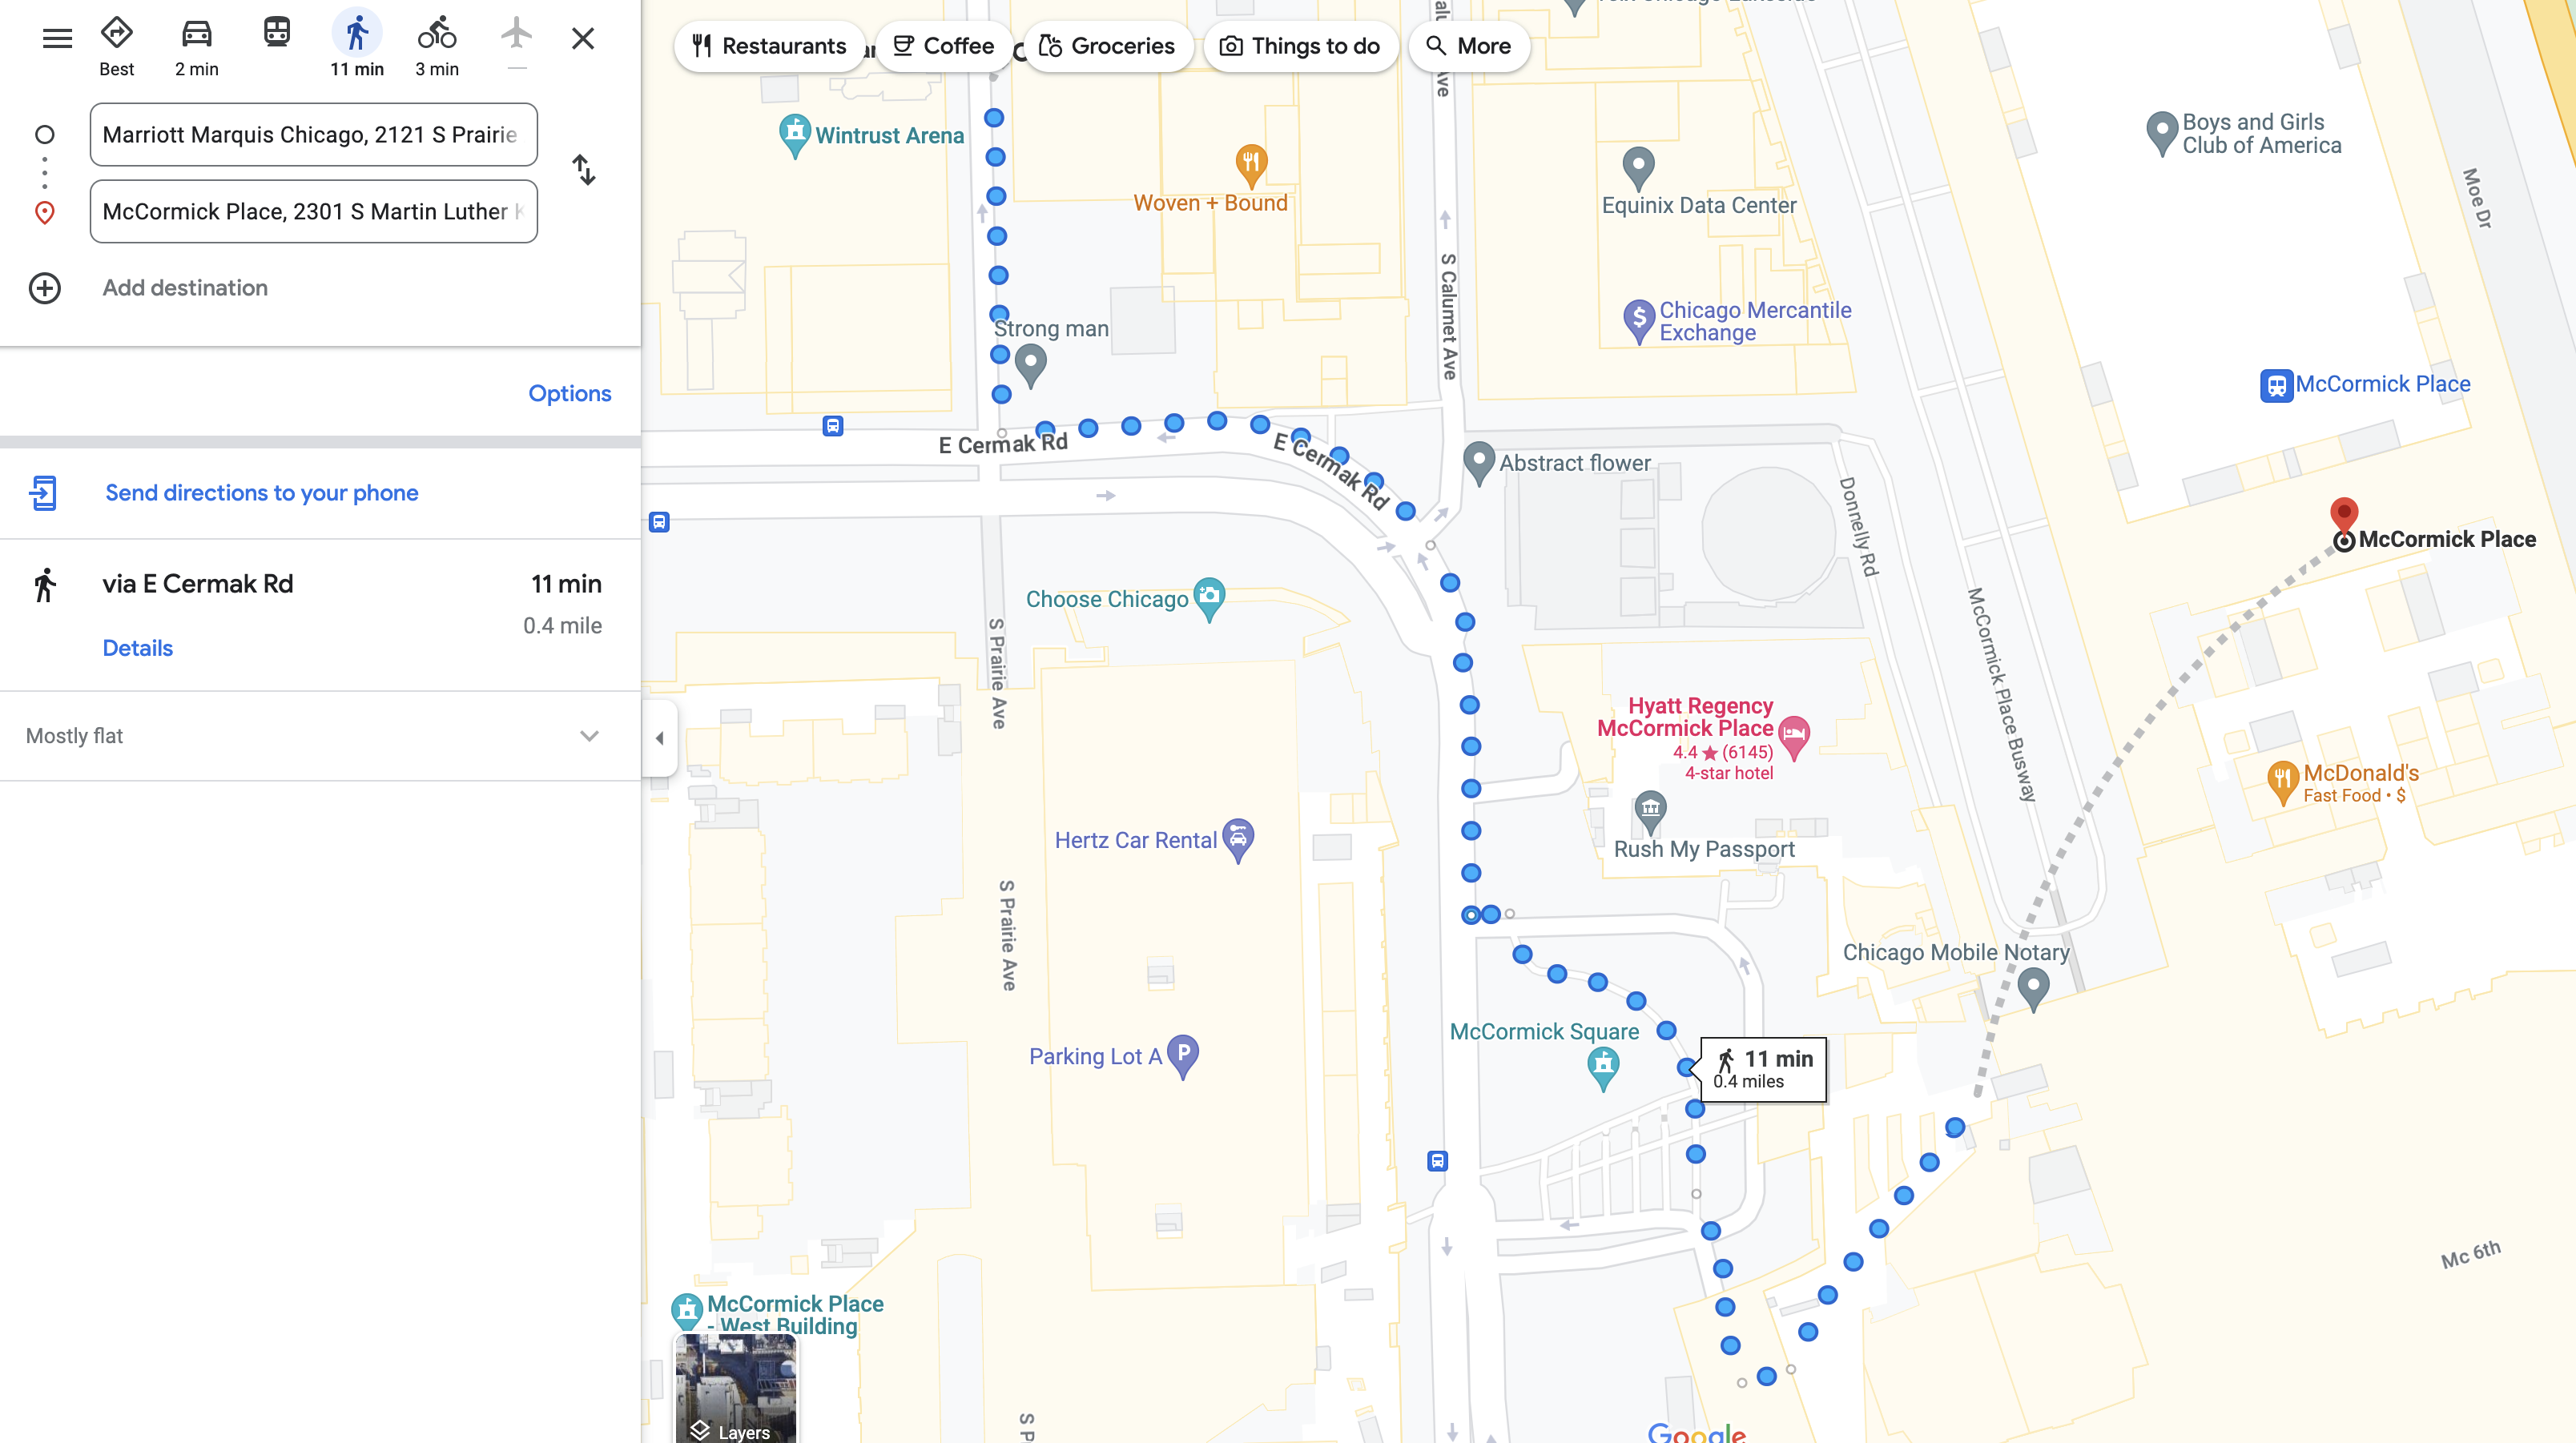 Best
2 min
11 min
3 min
—
Marriott Marquis Chicago, 2121 S Prairie
McCormick Place, 2301 S Martin Luther K
Add destination
Options
Send directions to your phone
via E Cermak Rd
11 min
0.4 mile
Details
Mostly flat
Restaurants
Coffee
Groceries
Things to do
More
Wintrust Arena
Woven + Bound
Strong man
E Cermak Rd
E Cermak Rd
S Calumet Ave
Ave
Equinix Data Center
Chicago Mercantile
Exchange
Boys and Girls
Club of America
Moe Dr
McCormick Place
Abstract flower
Donnelly Rd
McCormick Place Busway
McCormick Place
Choose Chicago
S Prairie Ave
Hyatt Regency
McCormick Place
4.4 ★ (6145)
4-star hotel
McDonald's
Fast Food • $
Rush My Passport
Hertz Car Rental
S Prairie Ave
Chicago Mobile Notary
McCormick Square
11 min
0.4 miles
Parking Lot A
P
Mc 6th
McCormick Place
- West Building
Layers
S P
Google